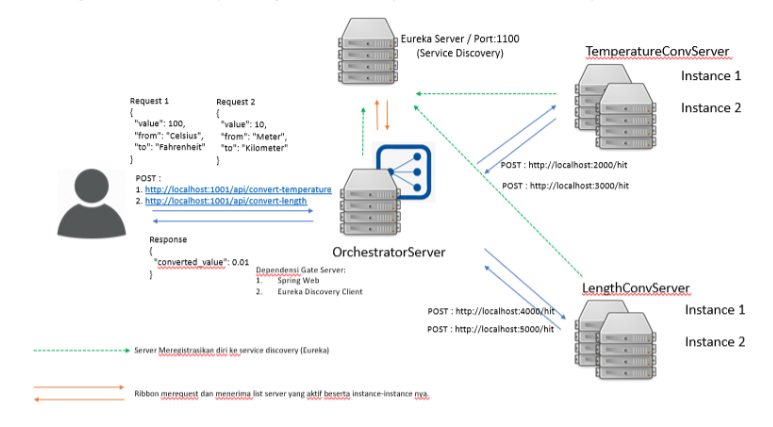 Eureka Server / Port:1100
(Service Discovery)
TemperatureConvServer
Instance 1
Instance 2
Request 1
{
"value": 100,
"from": "Celsius",
"to": "Fahrenheit"
}
Request 2
{
"value": 10,
"from": "Meter",
"to": "Kilometer"
}
POST : http://localhost:2000/hit
POST : http://localhost:3000/hit
POST :
1. http://localhost:1001/api/convert-temperature
2. http://localhost:1001/api/convert-length
Response
{
"converted_value": 0.01
}
OrchestratorServer
Dependensi Gate Server:
1. Spring Web
2. Eureka Discovery Client
LengthConvServer
Instance 1
Instance 2
POST : http://localhost:4000/hit
POST : http://localhost:5000/hit
Server Meregistrasikan diri ke service discovery (Eureka)
Ribbon merequest dan menerima list server yang aktif beserta instance-instance nya.